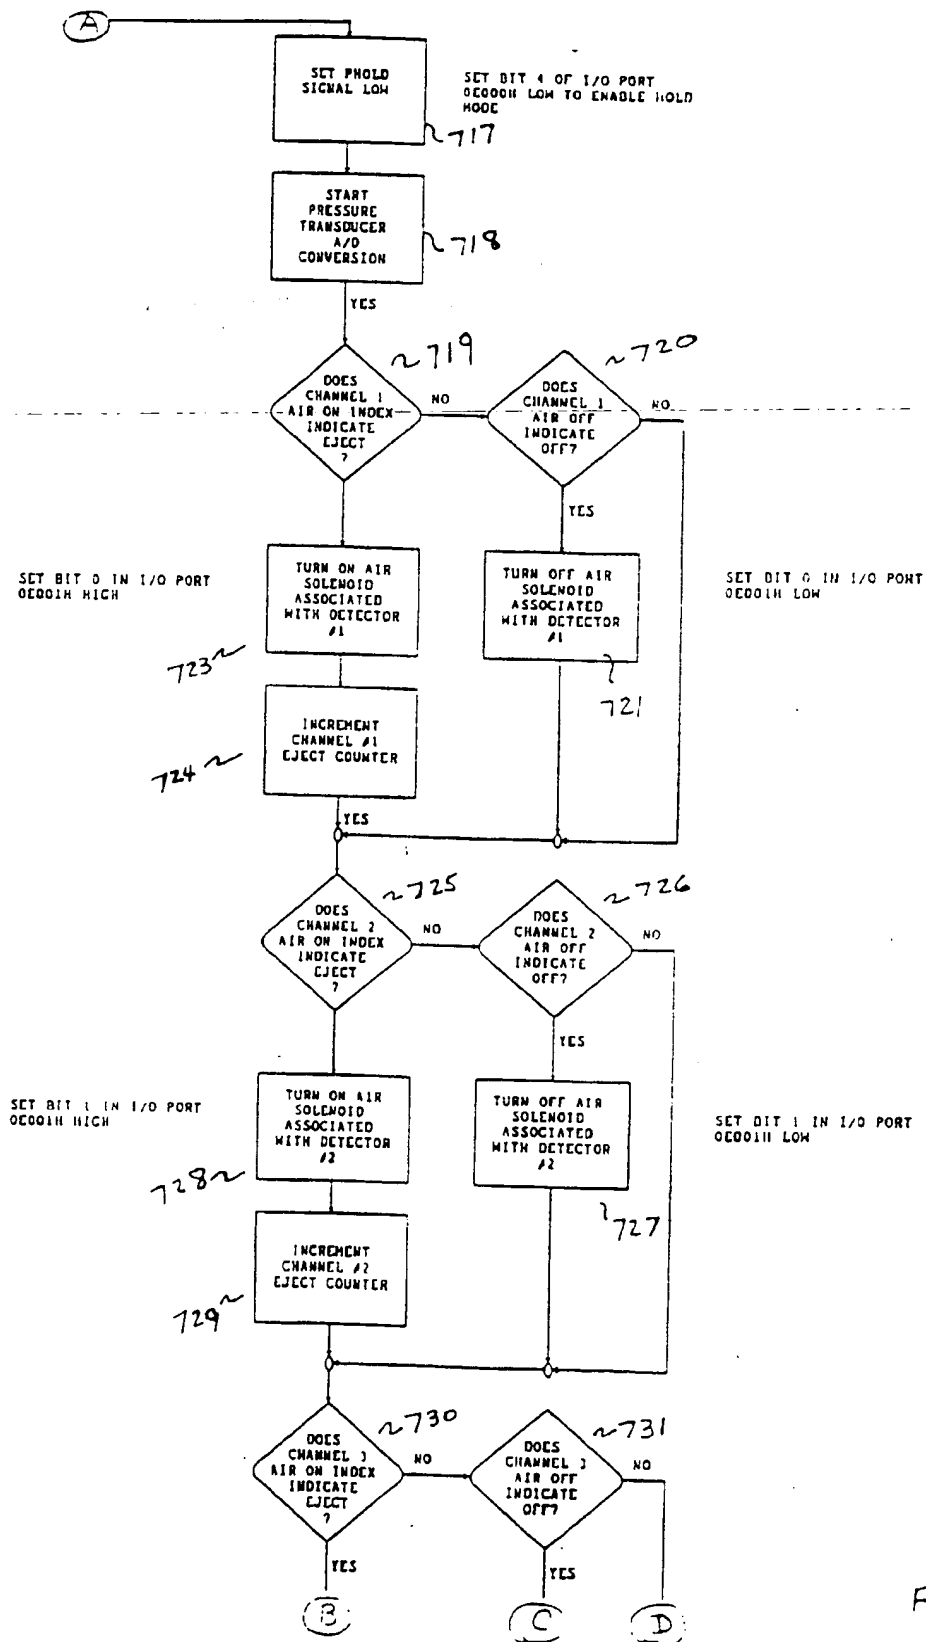 A
SET PHOLD
SIGNAL LOW
SET BIT 4 OF I/O PORT
0E000H LOW TO ENABLE HOLD
MODE
717
START
PRESSURE
TRANSDUCER
A/D
CONVERSION
718
YES
719
DOES
CHANNEL 1
AIR ON INDEX
INDICATE
EJECT
?
NO
720
DOES
CHANNEL 1
AIR OFF
INDICATE
OFF?
NO
YES
SET BIT 0 IN I/O PORT
0E001H HIGH
TURN ON AIR
SOLENOID
ASSOCIATED
WITH DETECTOR
#1
723
TURN OFF AIR
SOLENOID
ASSOCIATED
WITH DETECTOR
#1
721
SET BIT 0 IN I/O PORT
0E001H LOW
INCREMENT
CHANNEL #1
EJECT COUNTER
724
YES
725
DOES
CHANNEL 2
AIR ON INDEX
INDICATE
EJECT
?
NO
726
DOES
CHANNEL 2
AIR OFF
INDICATE
OFF?
NO
YES
SET BIT 1 IN I/O PORT
0E001H HIGH
TURN ON AIR
SOLENOID
ASSOCIATED
WITH DETECTOR
#2
728
TURN OFF AIR
SOLENOID
ASSOCIATED
WITH DETECTOR
#2
727
SET BIT 1 IN I/O PORT
0E001H LOW
INCREMENT
CHANNEL #2
EJECT COUNTER
729
730
DOES
CHANNEL 3
AIR ON INDEX
INDICATE
EJECT
?
NO
731
DOES
CHANNEL 3
AIR OFF
INDICATE
OFF?
NO
YES
YES
B
C
D
F